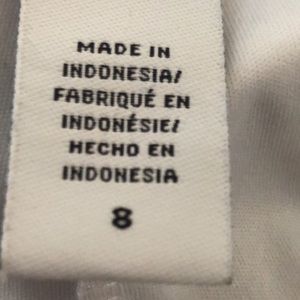 MADE IN
INDONESIA/
FABRIQUÉ EN
INDONÉSIE/
HECHO EN
INDONESIA
8